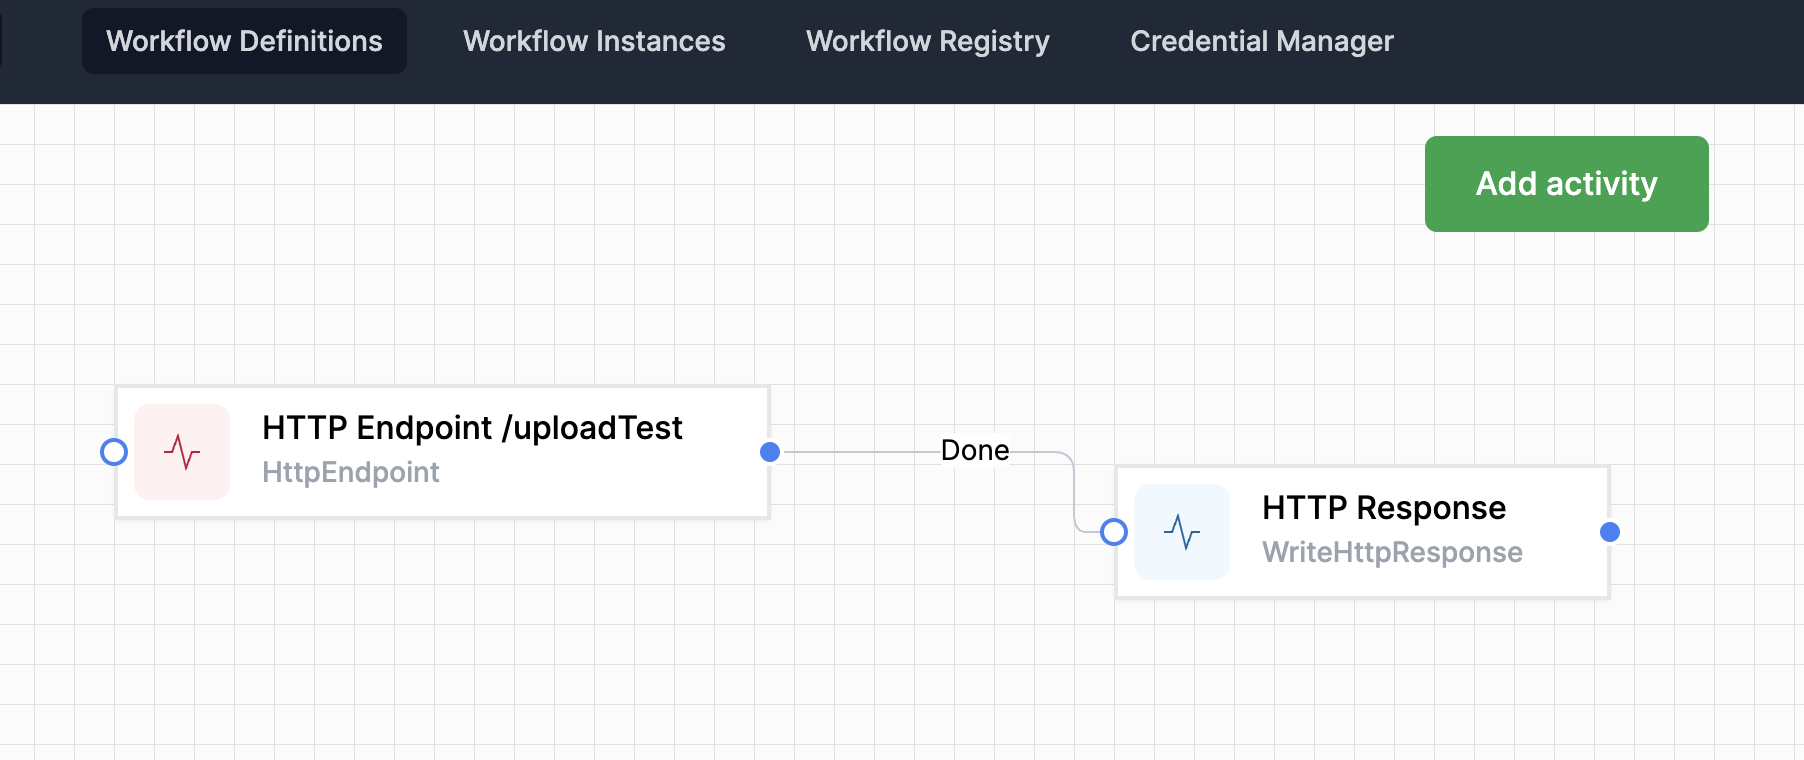 Workflow Definitions
Workflow Instances
Workflow Registry
Credential Manager
Add activity
HTTP Endpoint /uploadTest
HttpEndpoint
Done
HTTP Response
WriteHttpResponse